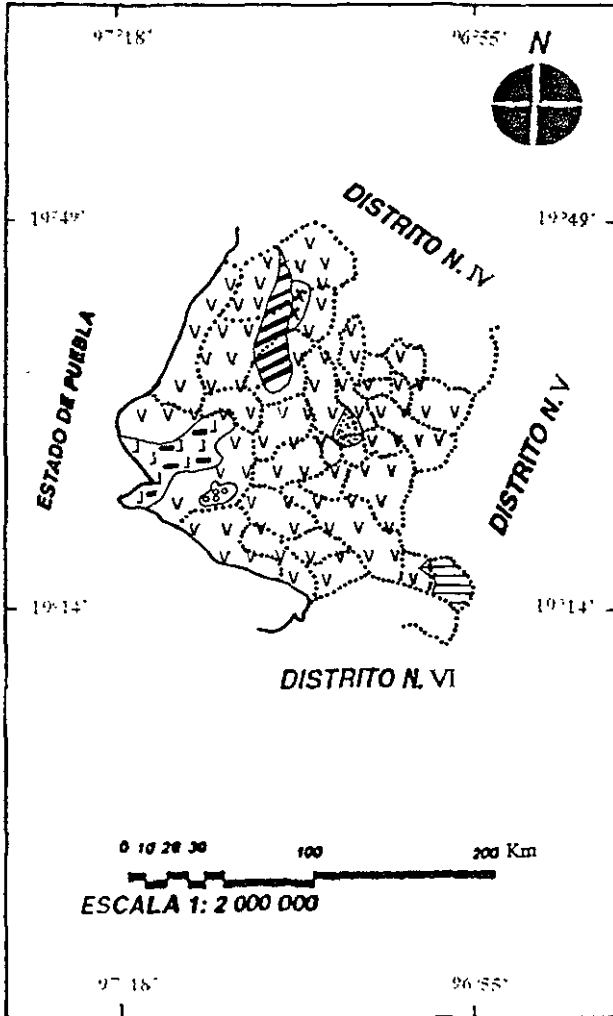 97°18' 96°55'
N
19°49' 19°49'
DISTRITO N. IV
ESTADO DE PUEBLA
DISTRITO N. V
19°14' 19°14'
DISTRITO N. VI
0 10 20 30 100 200 Km
ESCALA 1: 2 000 000
97°18' 96°55'